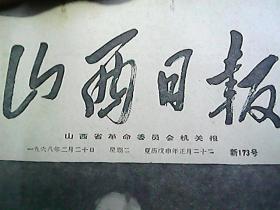 山西日报
山西省革命委员会机关报
一九六八年二月二十日 星期二 夏历戊申年正月二十二 新173号